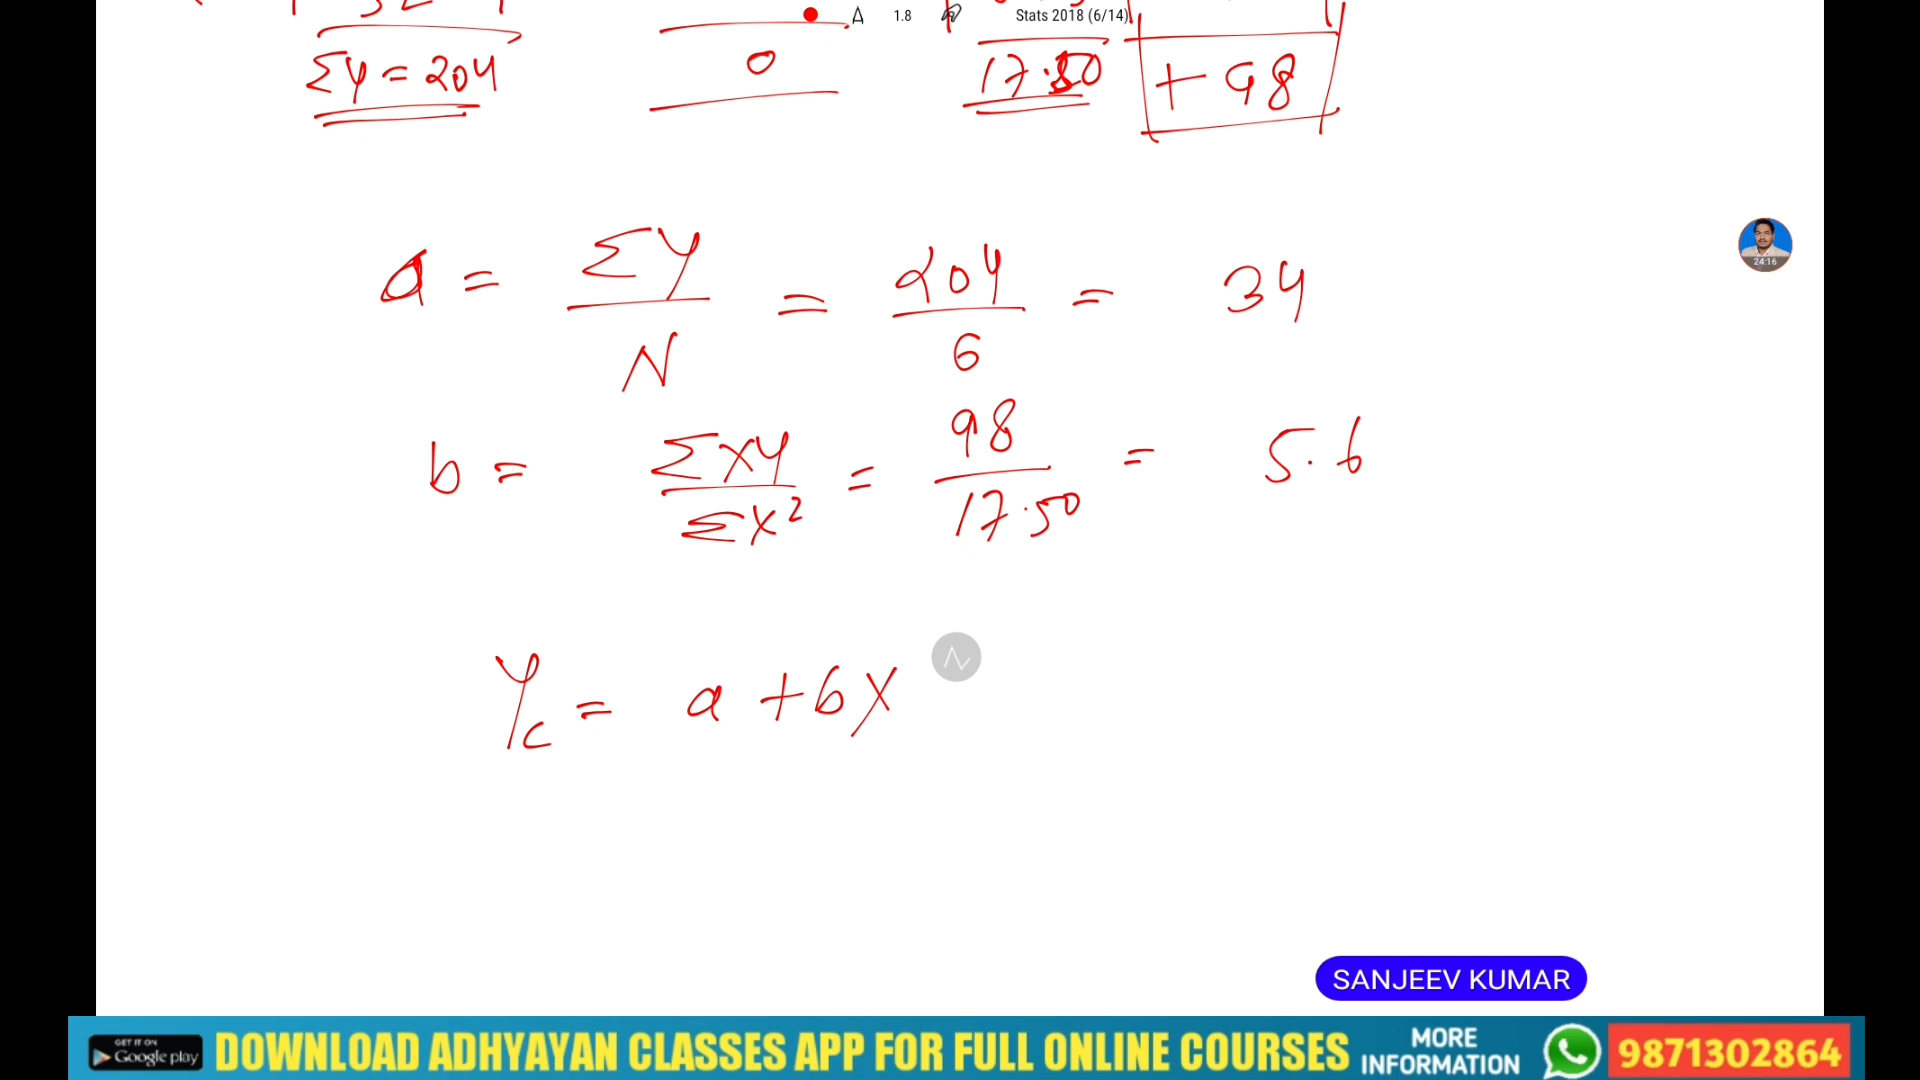 1.8 Stats 2018 (6/14)
Σy = 204 0 17.50 + 98
a = ΣY / N = 204 / 6 = 34
b = ΣXY / ΣX² = 98 / 17.50 = 5.6
Yc = a + bX
24:16
SANJEEV KUMAR
GET IT ON
Google play
DOWNLOAD ADHYAYAN CLASSES APP FOR FULL ONLINE COURSES
MORE
INFORMATION
9871302864